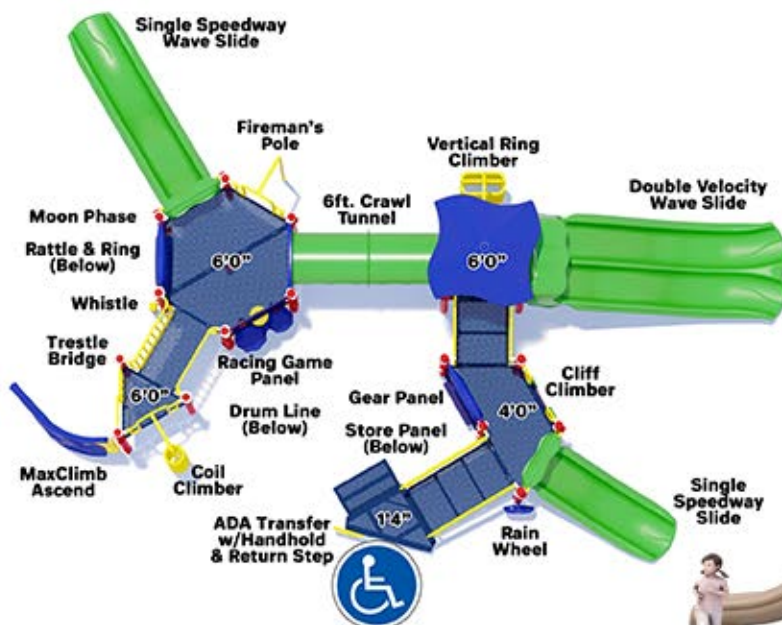 Single Speedway
Wave Slide
Fireman's
Pole
Vertical Ring
Climber
6ft. Crawl
Tunnel
Double Velocity
Wave Slide
Moon Phase
Rattle & Ring
(Below)
6'0"
6'0"
Whistle
Trestle
Bridge
6'0"
Racing Game
Panel
Drum Line
(Below)
Gear Panel
Cliff
Climber
4'0"
Store Panel
(Below)
MaxClimb
Ascend
Coil
Climber
1'4"
ADA Transfer
w/Handhold
& Return Step
Rain
Wheel
Single
Speedway
Slide